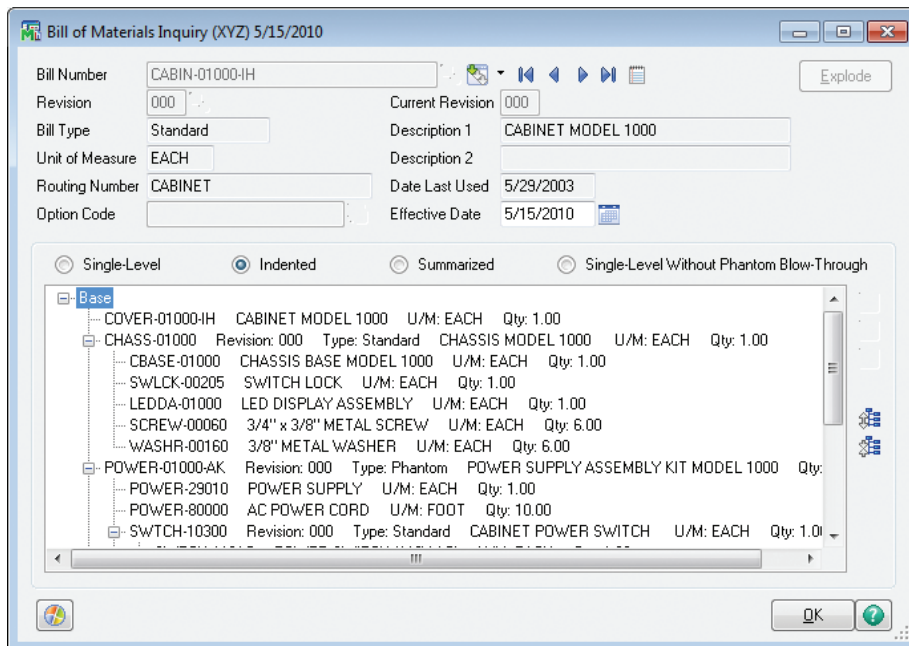 Bill of Materials Inquiry (XYZ) 5/15/2010
Bill Number CABIN-01000-IH Explode
Revision 000 Current Revision 000
Bill Type Standard Description 1 CABINET MODEL 1000
Unit of Measure EACH Description 2
Routing Number CABINET Date Last Used 5/29/2003
Option Code Effective Date 5/15/2010
Single-Level Indented Summarized Single-Level Without Phantom Blow-Through
Base
COVER-01000-IH CABINET MODEL 1000 U/M: EACH Qty: 1.00
CHASS-01000 Revision: 000 Type: Standard CHASSIS MODEL 1000 U/M: EACH Qty: 1.00
CBASE-01000 CHASSIS BASE MODEL 1000 U/M: EACH Qty: 1.00
SWLCK-00205 SWITCH LOCK U/M: EACH Qty: 1.00
LEDDA-01000 LED DISPLAY ASSEMBLY U/M: EACH Qty: 1.00
SCREW-00060 3/4" x 3/8" METAL SCREW U/M: EACH Qty: 6.00
WASHR-00160 3/8" METAL WASHER U/M: EACH Qty: 6.00
POWER-01000-AK Revision: 000 Type: Phantom POWER SUPPLY ASSEMBLY KIT MODEL 1000 Qty:
POWER-29010 POWER SUPPLY U/M: EACH Qty: 1.00
POWER-80000 AC POWER CORD U/M: FOOT Qty: 10.00
SWTCH-10300 Revision: 000 Type: Standard CABINET POWER SWITCH U/M: EACH Qty: 1.0
OK